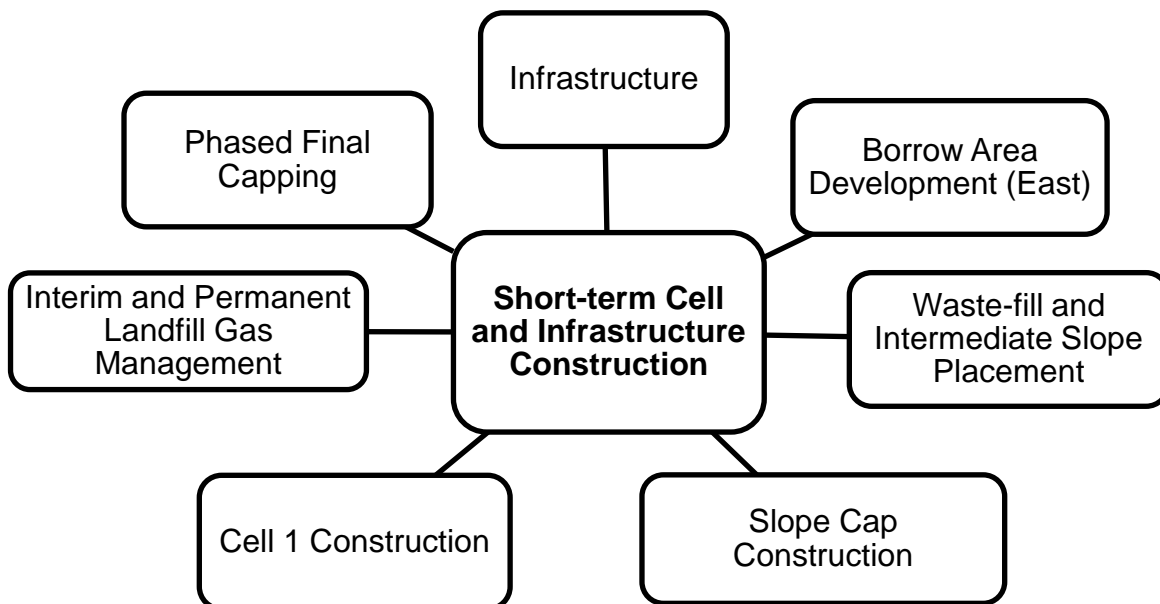 Infrastructure
Phased Final
Capping
Borrow Area
Development (East)
Interim and Permanent
Landfill Gas
Management
Short-term Cell
and Infrastructure
Construction
Waste-fill and
Intermediate Slope
Placement
Cell 1 Construction
Slope Cap
Construction